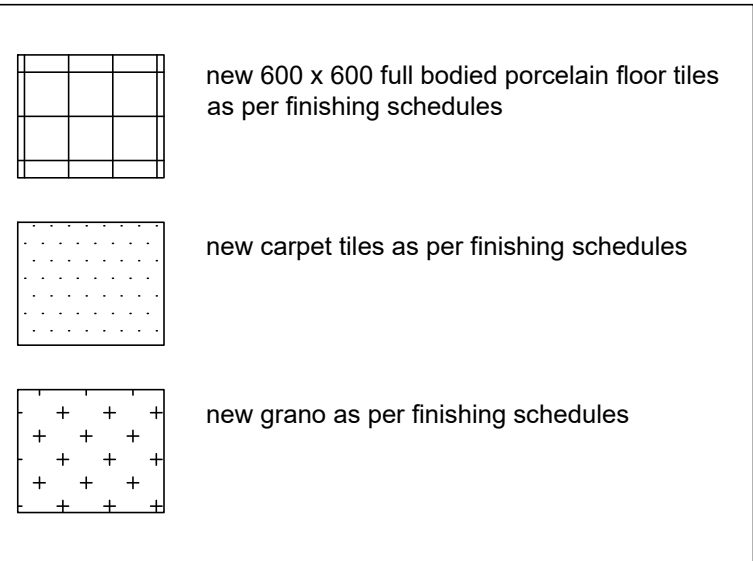 new 600 x 600 full bodied porcelain floor tiles
as per finishing schedules
new carpet tiles as per finishing schedules
new grano as per finishing schedules